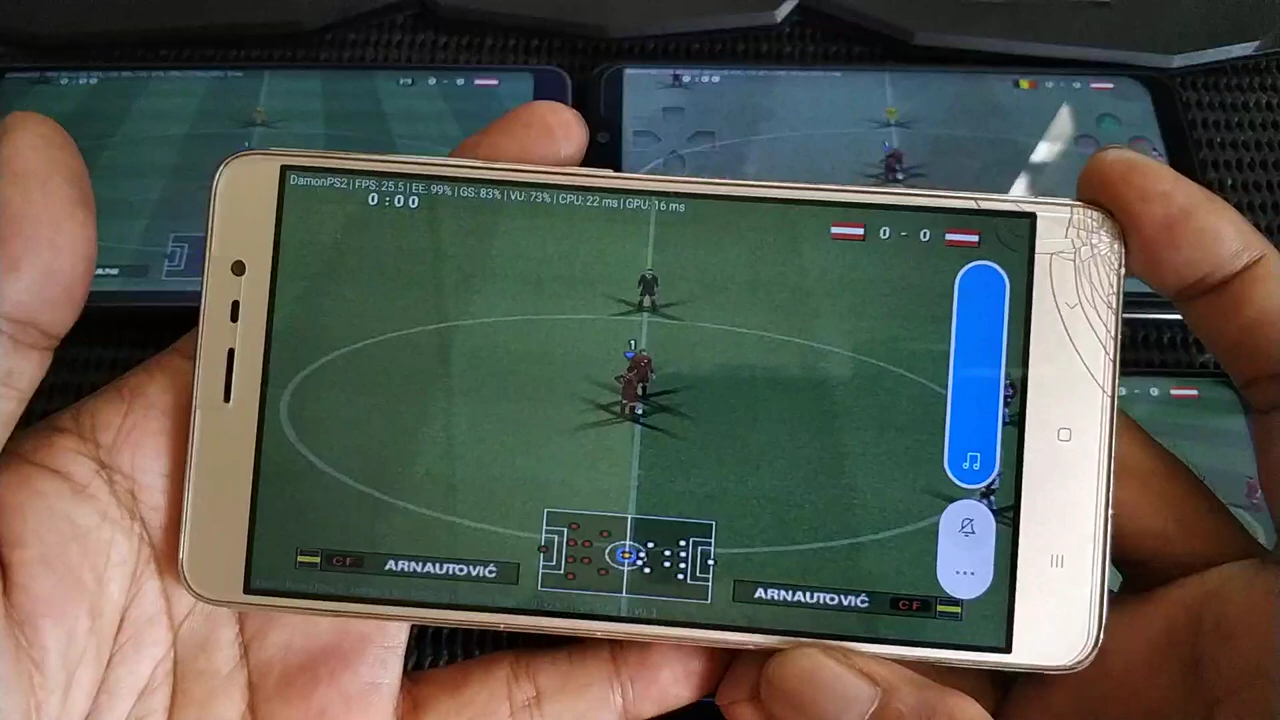 DamonPS2 | FPS: 25.5 | EE: 99% | GS: 83% | VU: 73% | CPU: 22 ms | GPU: 16 ms
0:00
0 - 0
1
CF ARNAUTOVIĆ
ARNAUTOVIĆ CF